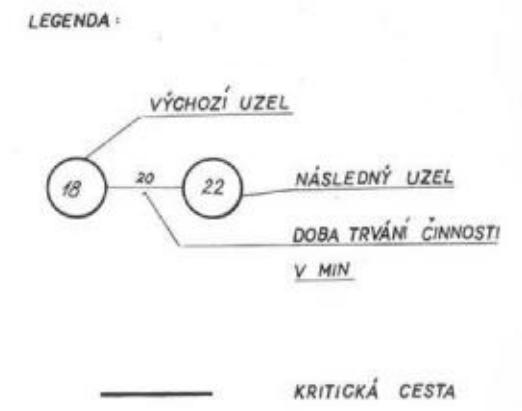 LEGENDA:
VÝCHOZÍ UZEL
18
20
22
NÁSLEDNÝ UZEL
DOBA TRVÁNÍ ČINNOSTI
V MIN
KRITICKÁ CESTA